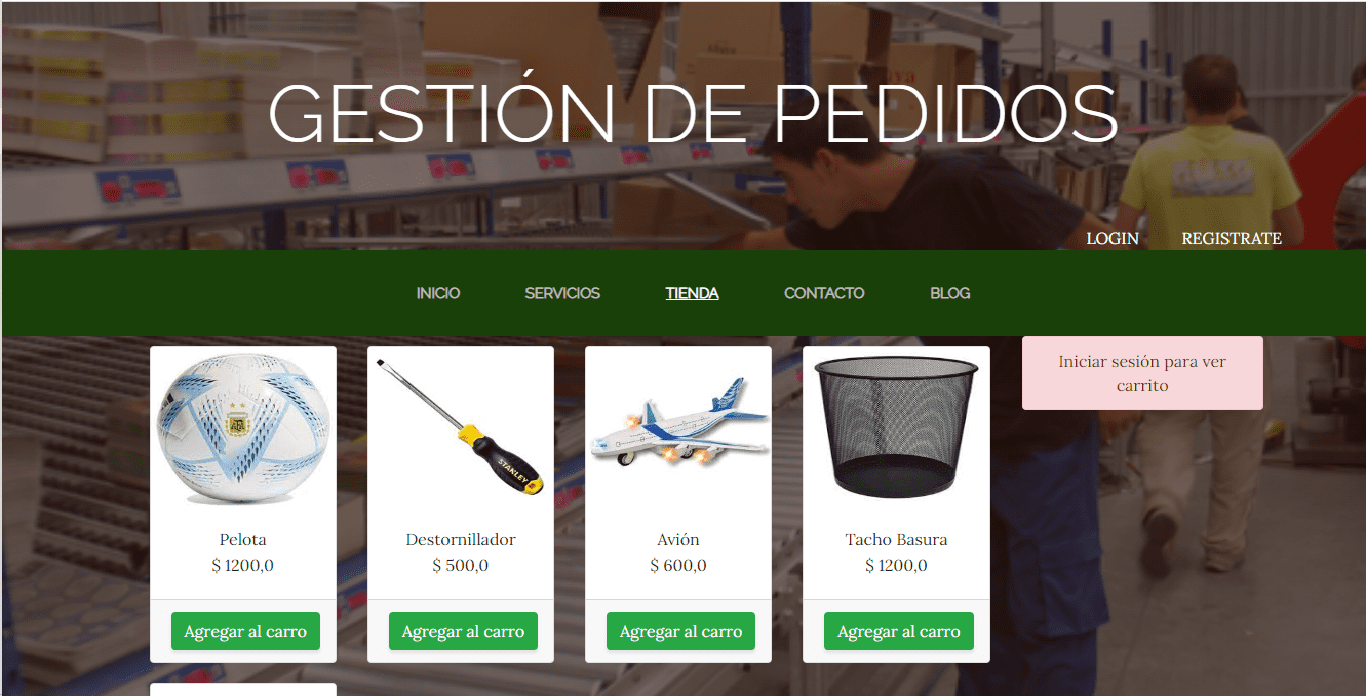 GESTIÓN DE PEDIDOS
LOGIN REGISTRATE
INICIO SERVICIOS TIENDA CONTACTO BLOG
Iniciar sesión para ver
carrito
STANLEY
Pelota
$ 1200,0
Agregar al carro
Destornillador
$ 500,0
Agregar al carro
Avión
$ 600,0
Agregar al carro
Tacho Basura
$ 1200,0
Agregar al carro